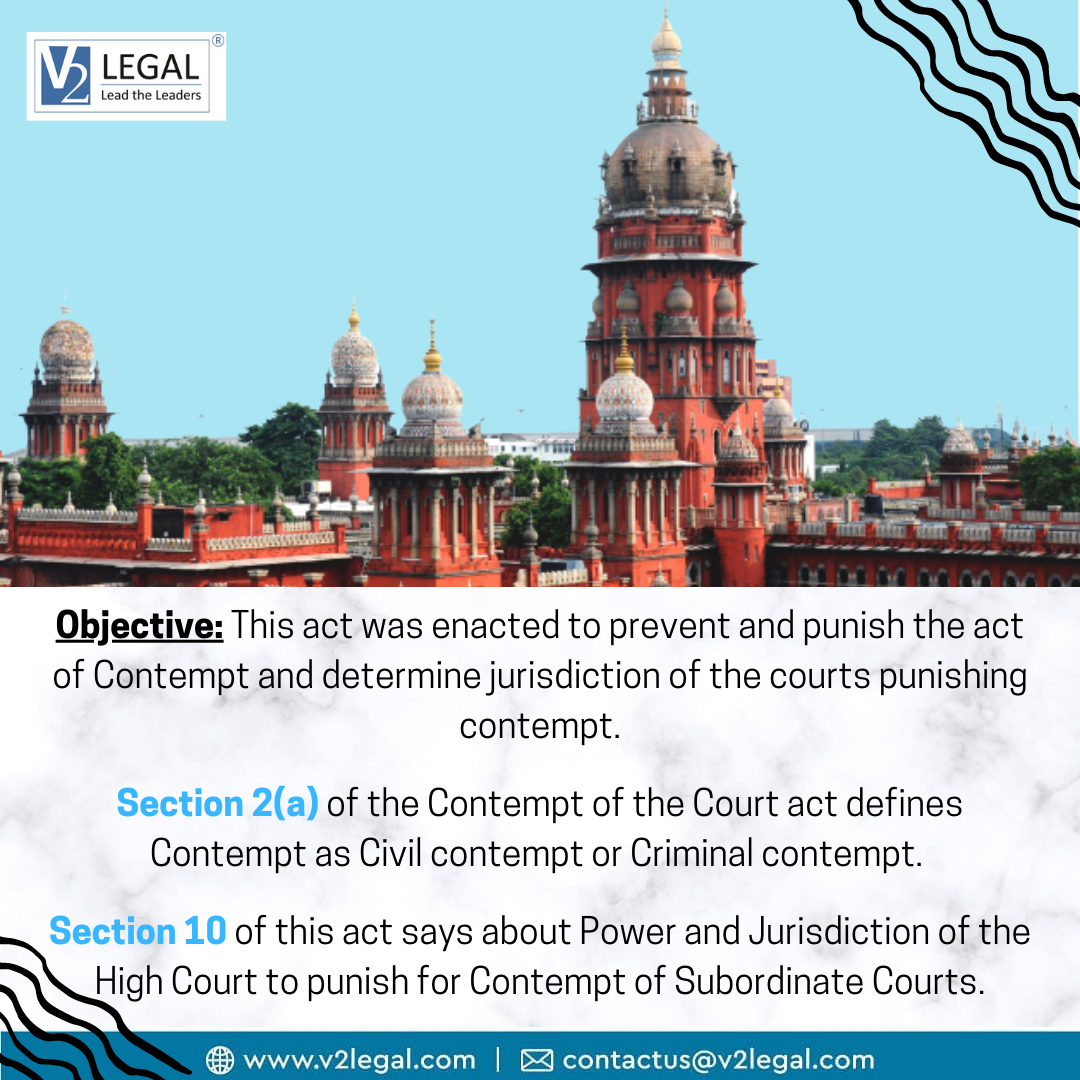 V2 LEGAL ®
Lead the Leaders
Objective: This act was enacted to prevent and punish the act
of Contempt and determine jurisdiction of the courts punishing
contempt.
Section 2(a) of the Contempt of the Court act defines
Contempt as Civil contempt or Criminal contempt.
Section 10 of this act says about Power and Jurisdiction of the
High Court to punish for Contempt of Subordinate Courts.
www.v2legal.com | contactus@v2legal.com